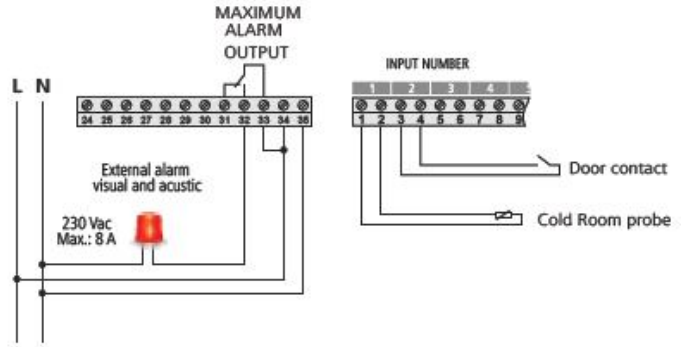 MAXIMUM
ALARM
OUTPUT
L N
24 25 26 27 28 29 30 31 32 33 34 35
External alarm
visual and acustic
230 Vac
Max.: 8 A
INPUT NUMBER
1 2 3 4
1 2 3 4 5 6 7 8 9
Door contact
Cold Room probe